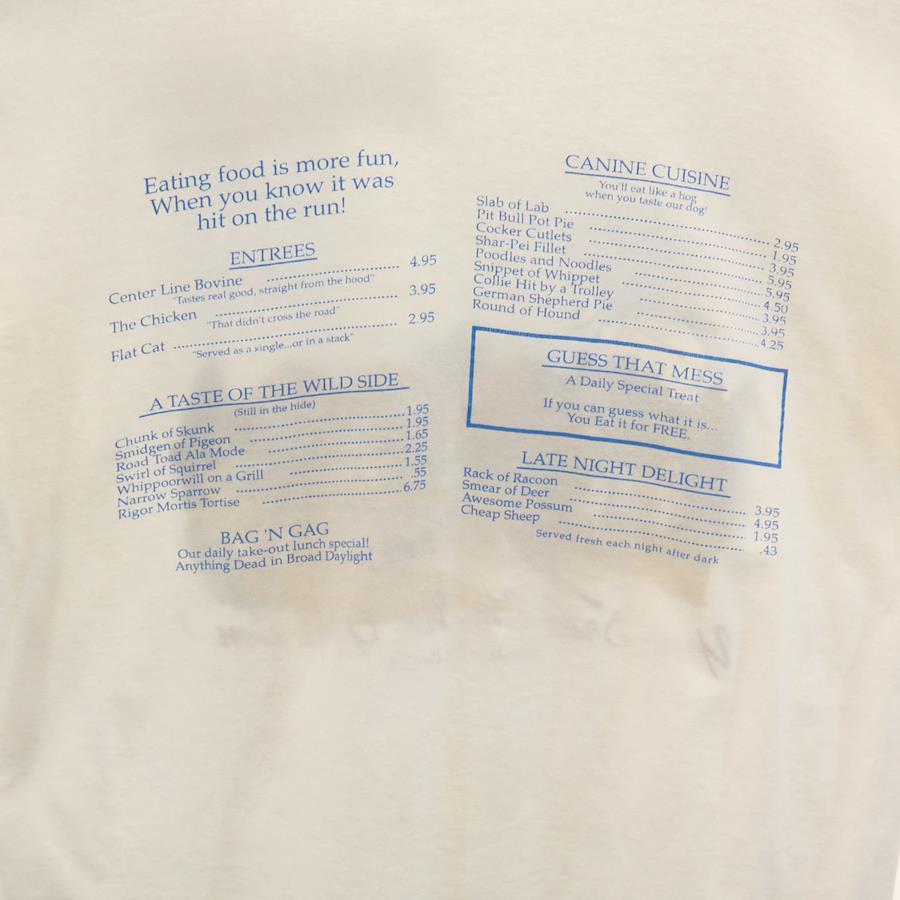 Eating food is more fun,
When you know it was
hit on the run!
ENTREES
Center Line Bovine ........................ 4.95
"Tastes real good, straight from the hood"
The Chicken ........................ 3.95
"That didn't cross the road"
Flat Cat ........................ 2.95
"Served as a single...or in a stack"
A TASTE OF THE WILD SIDE
(Still in the hide)
Chunk of Skunk ........................ 1.95
Smidgen of Pigeon ........................ 1.95
Road Toad Ala Mode ........................ 1.65
Swirl of Squirrel ........................ 2.25
Whippoorwill on a Grill ........................ 1.55
Narrow Sparrow ........................ .55
Rigor Mortis Tortise ........................ 6.75
BAG 'N GAG
Our daily take-out lunch special!
Anything Dead in Broad Daylight
CANINE CUISINE
You'll eat like a hog
when you taste our dog!
Slab of Lab ........................ 2.95
Pit Bull Pot Pie ........................ 1.95
Cocker Cutlets ........................ 3.95
Shar-Pei Fillet ........................ 5.95
Poodles and Noodles ........................ 5.95
Snippet of Whippet ........................ 4.50
Collie Hit by a Trolley ........................ 3.95
German Shepherd Pie ........................ 3.95
Round of Hound ........................ 4.25
GUESS THAT MESS
A Daily Special Treat
If you can guess what it is...
You Eat it for FREE.
LATE NIGHT DELIGHT
Rack of Racoon ........................ 3.95
Smear of Deer ........................ 4.95
Awesome Possum ........................ 1.95
Cheap Sheep ........................ .43
Served fresh each night after dark